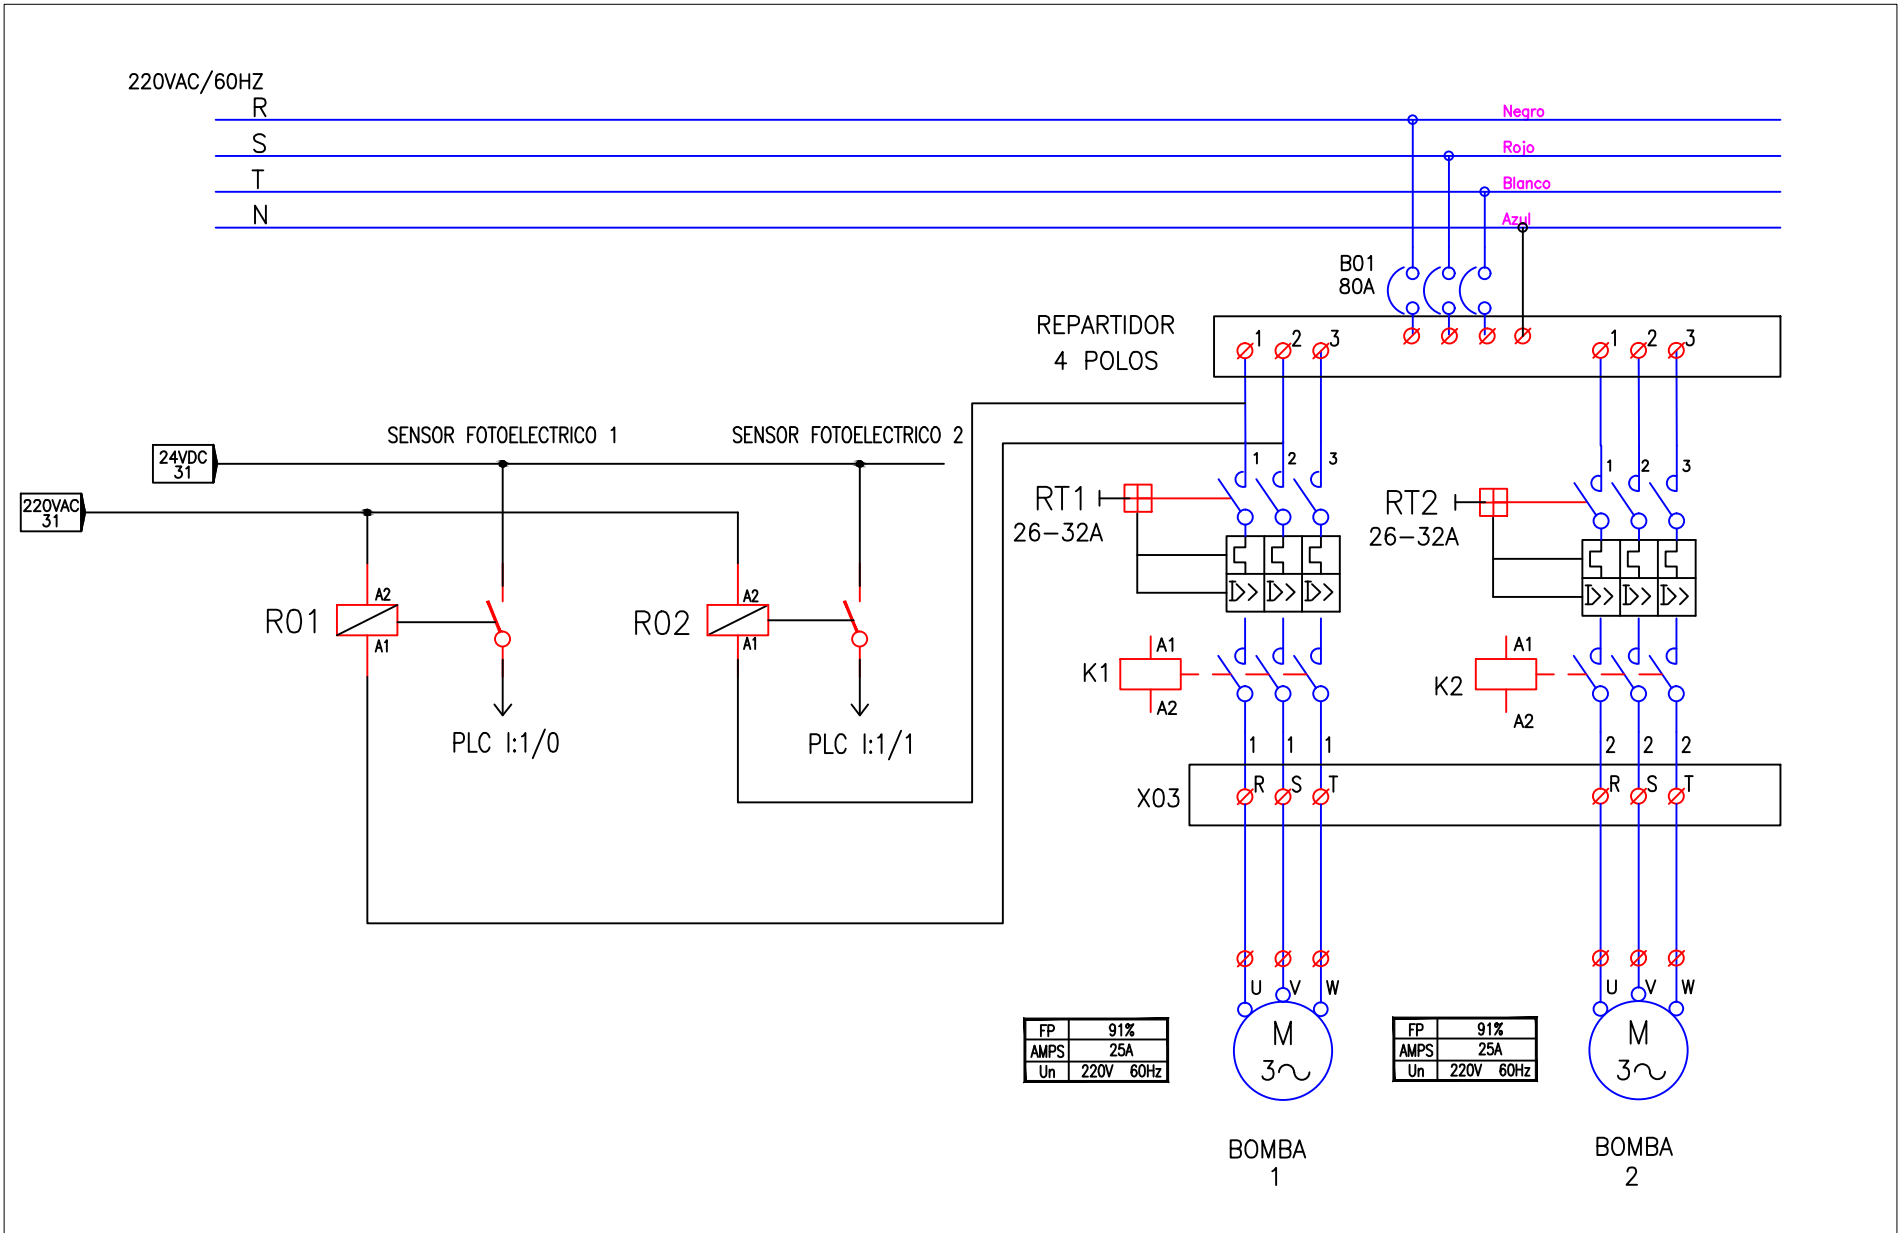 220VAC/60HZ
R
Negro
S
Rojo
T
Blanco
N
Azul
B01
80A
REPARTIDOR
4 POLOS
1 2 3
1 2 3
SENSOR FOTOELECTRICO 1
SENSOR FOTOELECTRICO 2
24VDC
31
220VAC
31
1 2 3
1 2 3
RT1
26-32A
RT2
26-32A
I>> I>> I>>
I>> I>> I>>
R01
A2
A1
R02
A2
A1
K1
A1
A2
K2
A1
A2
PLC I:1/0
PLC I:1/1
1 1 1
2 2 2
X03
R S T
R S T
U V W
U V W
FP 91%
AMPS 25A
Un 220V 60Hz
M
3~
FP 91%
AMPS 25A
Un 220V 60Hz
M
3~
BOMBA
1
BOMBA
2